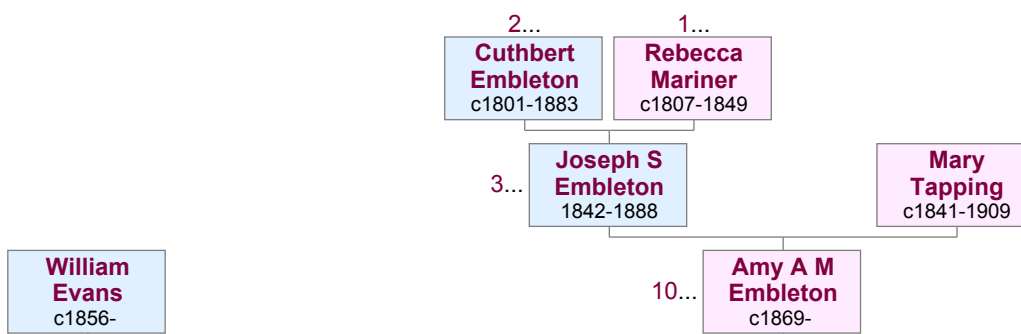 2... 1...
Cuthbert
Embleton
c1801-1883
Rebecca
Mariner
c1807-1849
3...
Joseph S
Embleton
1842-1888
Mary
Tapping
c1841-1909
William
Evans
c1856-
10...
Amy A M
Embleton
c1869-